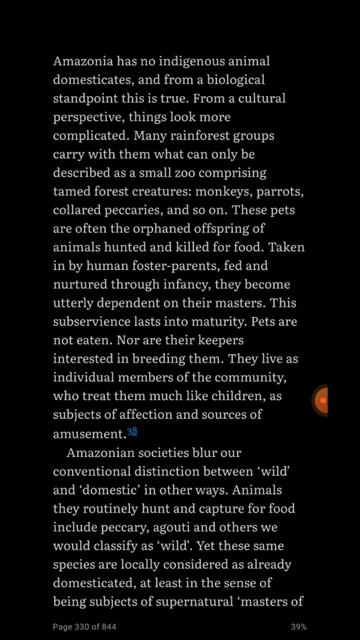 Amazonia has no indigenous animal
domesticates, and from a biological
standpoint this is true. From a cultural
perspective, things look more
complicated. Many rainforest groups
carry with them what can only be
described as a small zoo comprising
tamed forest creatures: monkeys, parrots,
collared peccaries, and so on. These pets
are often the orphaned offspring of
animals hunted and killed for food. Taken
in by human foster-parents, fed and
nurtured through infancy, they become
utterly dependent on their masters. This
subservience lasts into maturity. Pets are
not eaten. Nor are their keepers
interested in breeding them. They live as
individual members of the community,
who treat them much like children, as
subjects of affection and sources of
amusement.38
Amazonian societies blur our
conventional distinction between ‘wild’
and ‘domestic’ in other ways. Animals
they routinely hunt and capture for food
include peccary, agouti and others we
would classify as ‘wild’. Yet these same
species are locally considered as already
domesticated, at least in the sense of
being subjects of supernatural ‘masters of
Page 330 of 844 39%